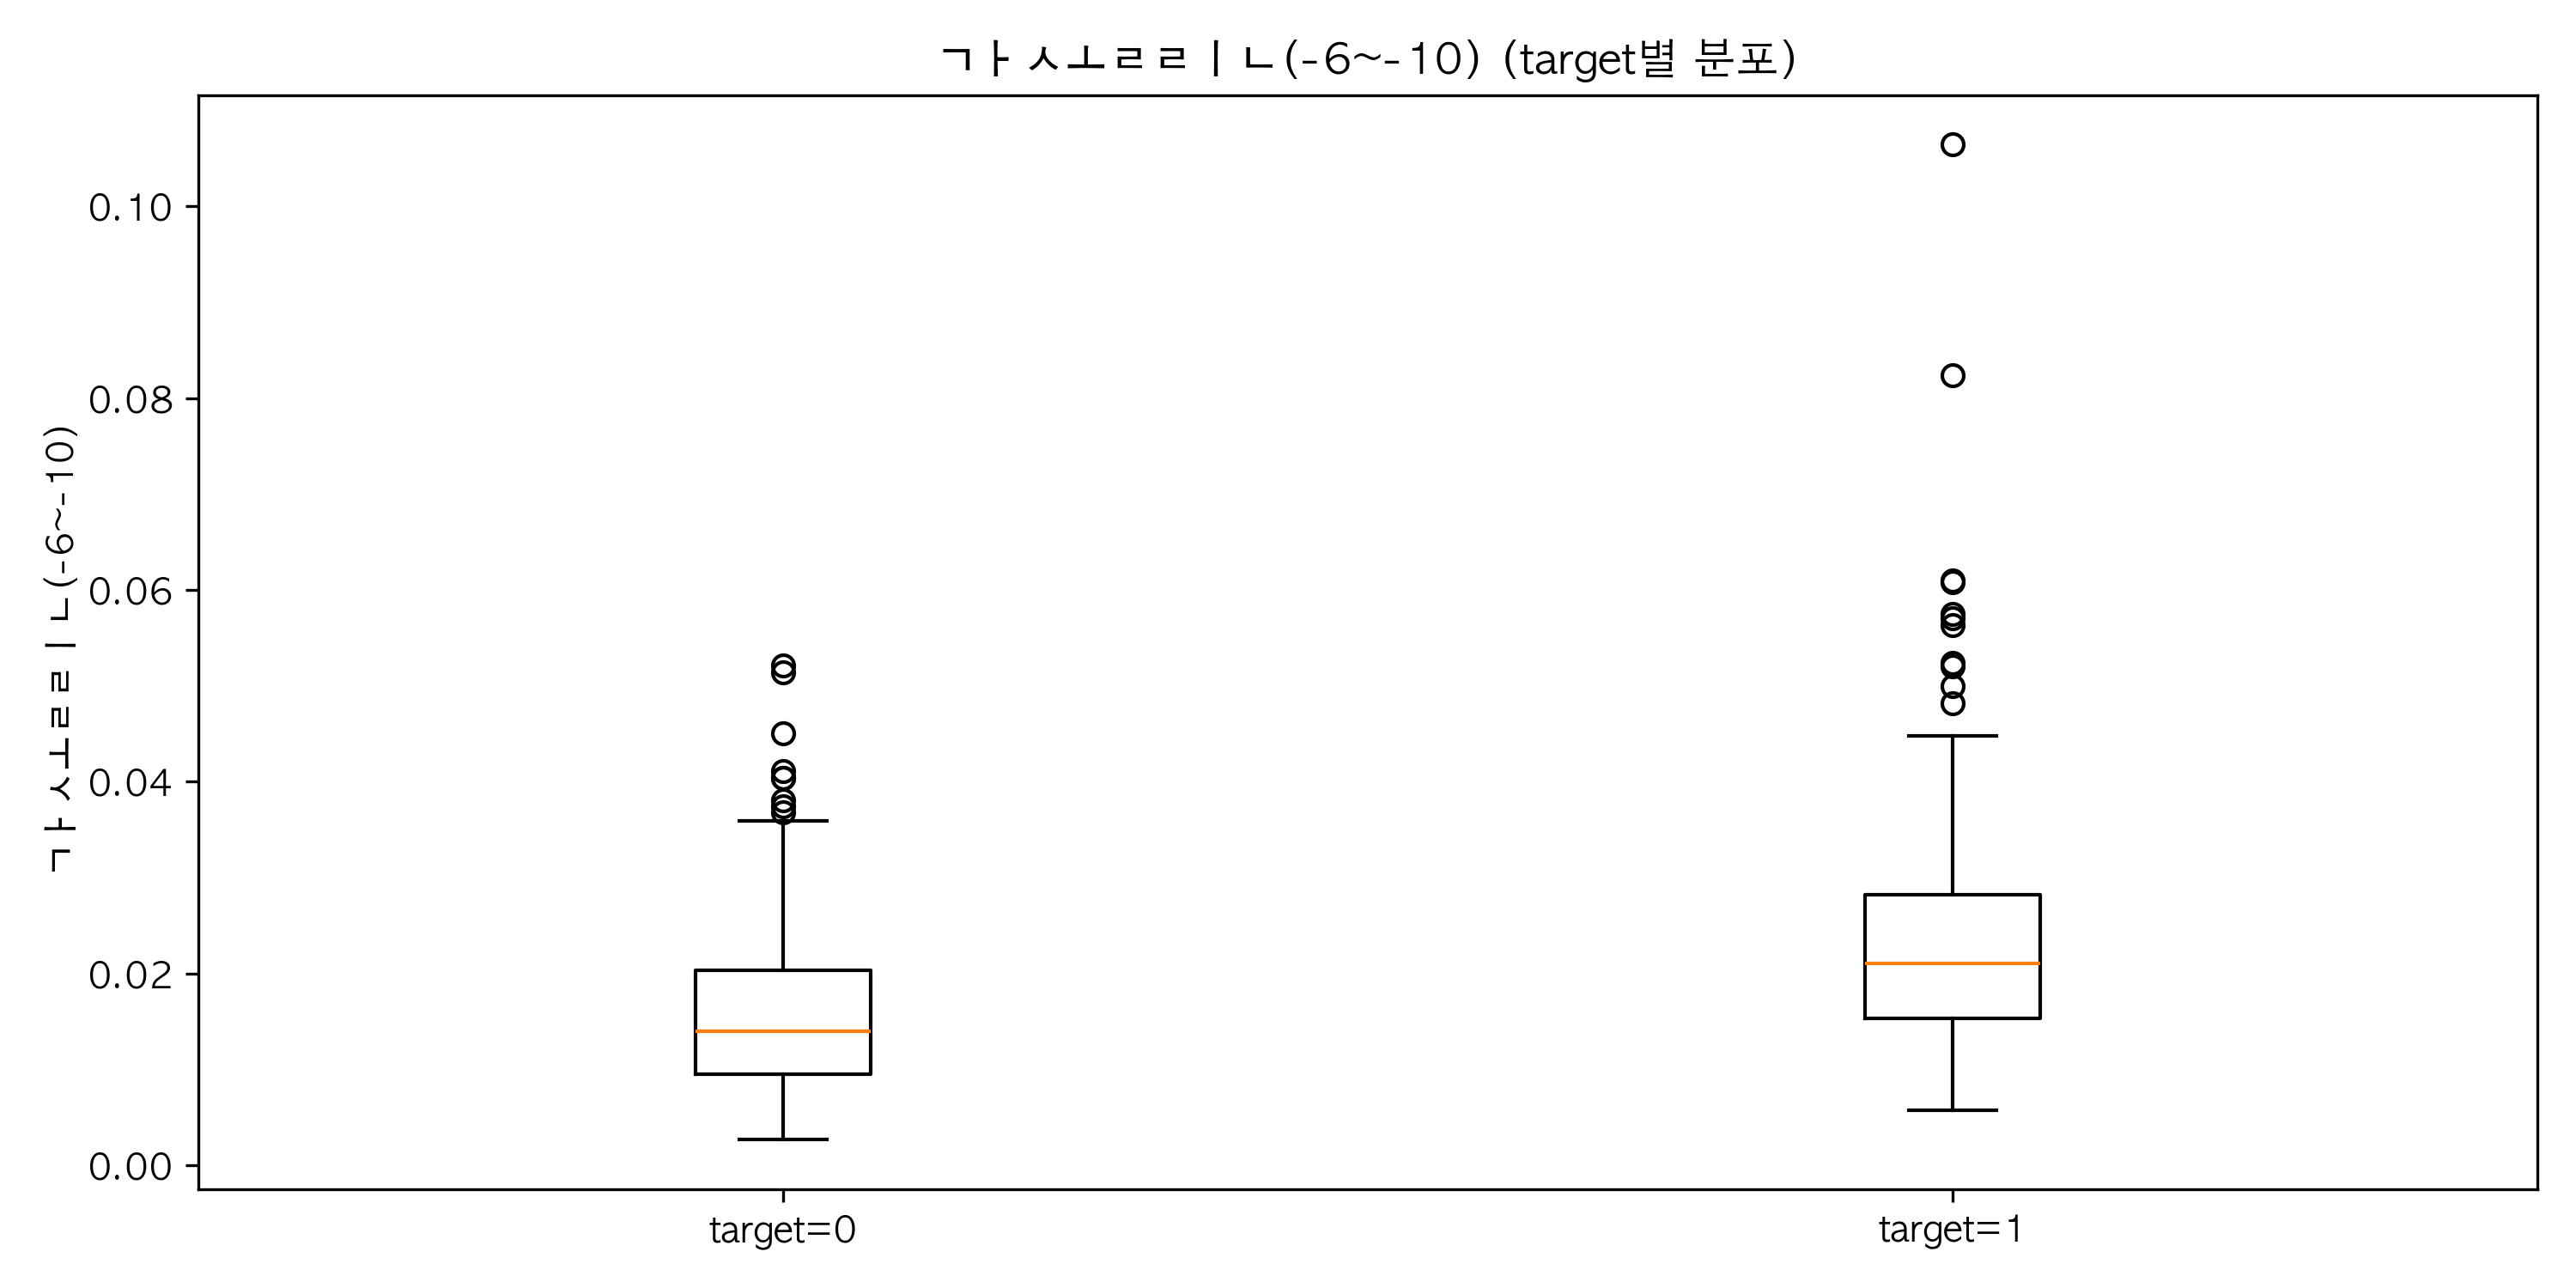 ㄱㅏ ㅅㅗㄹㄹㅣㄴ(-6~-10) (target별 분포)
ㄱㅏ ㅅㅗㄹㄹㅣㄴ(-6~-10)
0.10
0.08
0.06
0.04
0.02
0.00
target=0
target=1